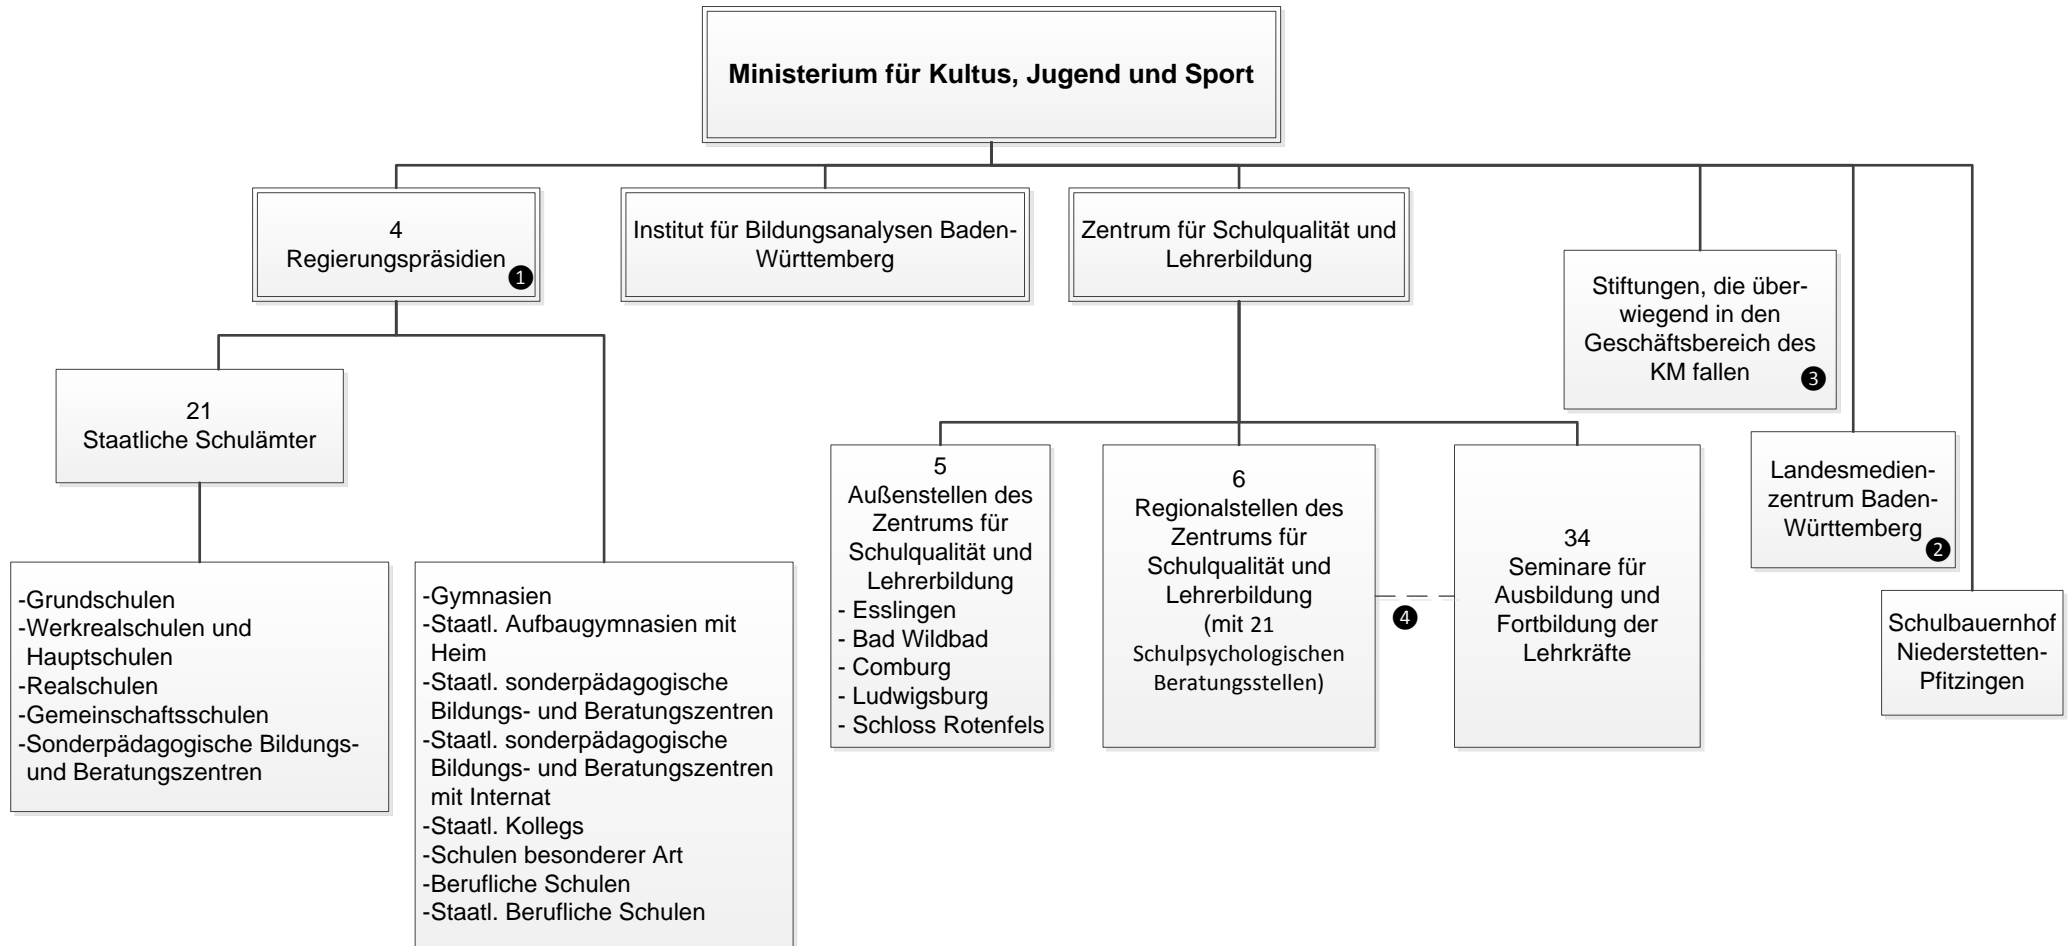 Ministerium für Kultus, Jugend und Sport
4
Regierungspräsidien
❶
Institut für Bildungsanalysen Baden-
Württemberg
Zentrum für Schulqualität und
Lehrerbildung
Stiftungen, die über-
wiegend in den
Geschäftsbereich des
KM fallen
❸
21
Staatliche Schulämter
Landesmedien-
zentrum Baden-
Württemberg
❷
Schulbauernhof
Niederstetten-
Pfitzingen
5
Außenstellen des
Zentrums für
Schulqualität und
Lehrerbildung
- Esslingen
- Bad Wildbad
- Comburg
- Ludwigsburg
- Schloss Rotenfels
6
Regionalstellen des
Zentrums für
Schulqualität und
Lehrerbildung
(mit 21
Schulpsychologischen
Beratungsstellen)
❹
34
Seminare für
Ausbildung und
Fortbildung der
Lehrkräfte
-Grundschulen
-Werkrealschulen und
Hauptschulen
-Realschulen
-Gemeinschaftsschulen
-Sonderpädagogische Bildungs-
und Beratungszentren
-Gymnasien
-Staatl. Aufbaugymnasien mit
Heim
-Staatl. sonderpädagogische
Bildungs- und Beratungszentren
-Staatl. sonderpädagogische
Bildungs- und Beratungszentren
mit Internat
-Staatl. Kollegs
-Schulen besonderer Art
-Berufliche Schulen
-Staatl. Berufliche Schulen